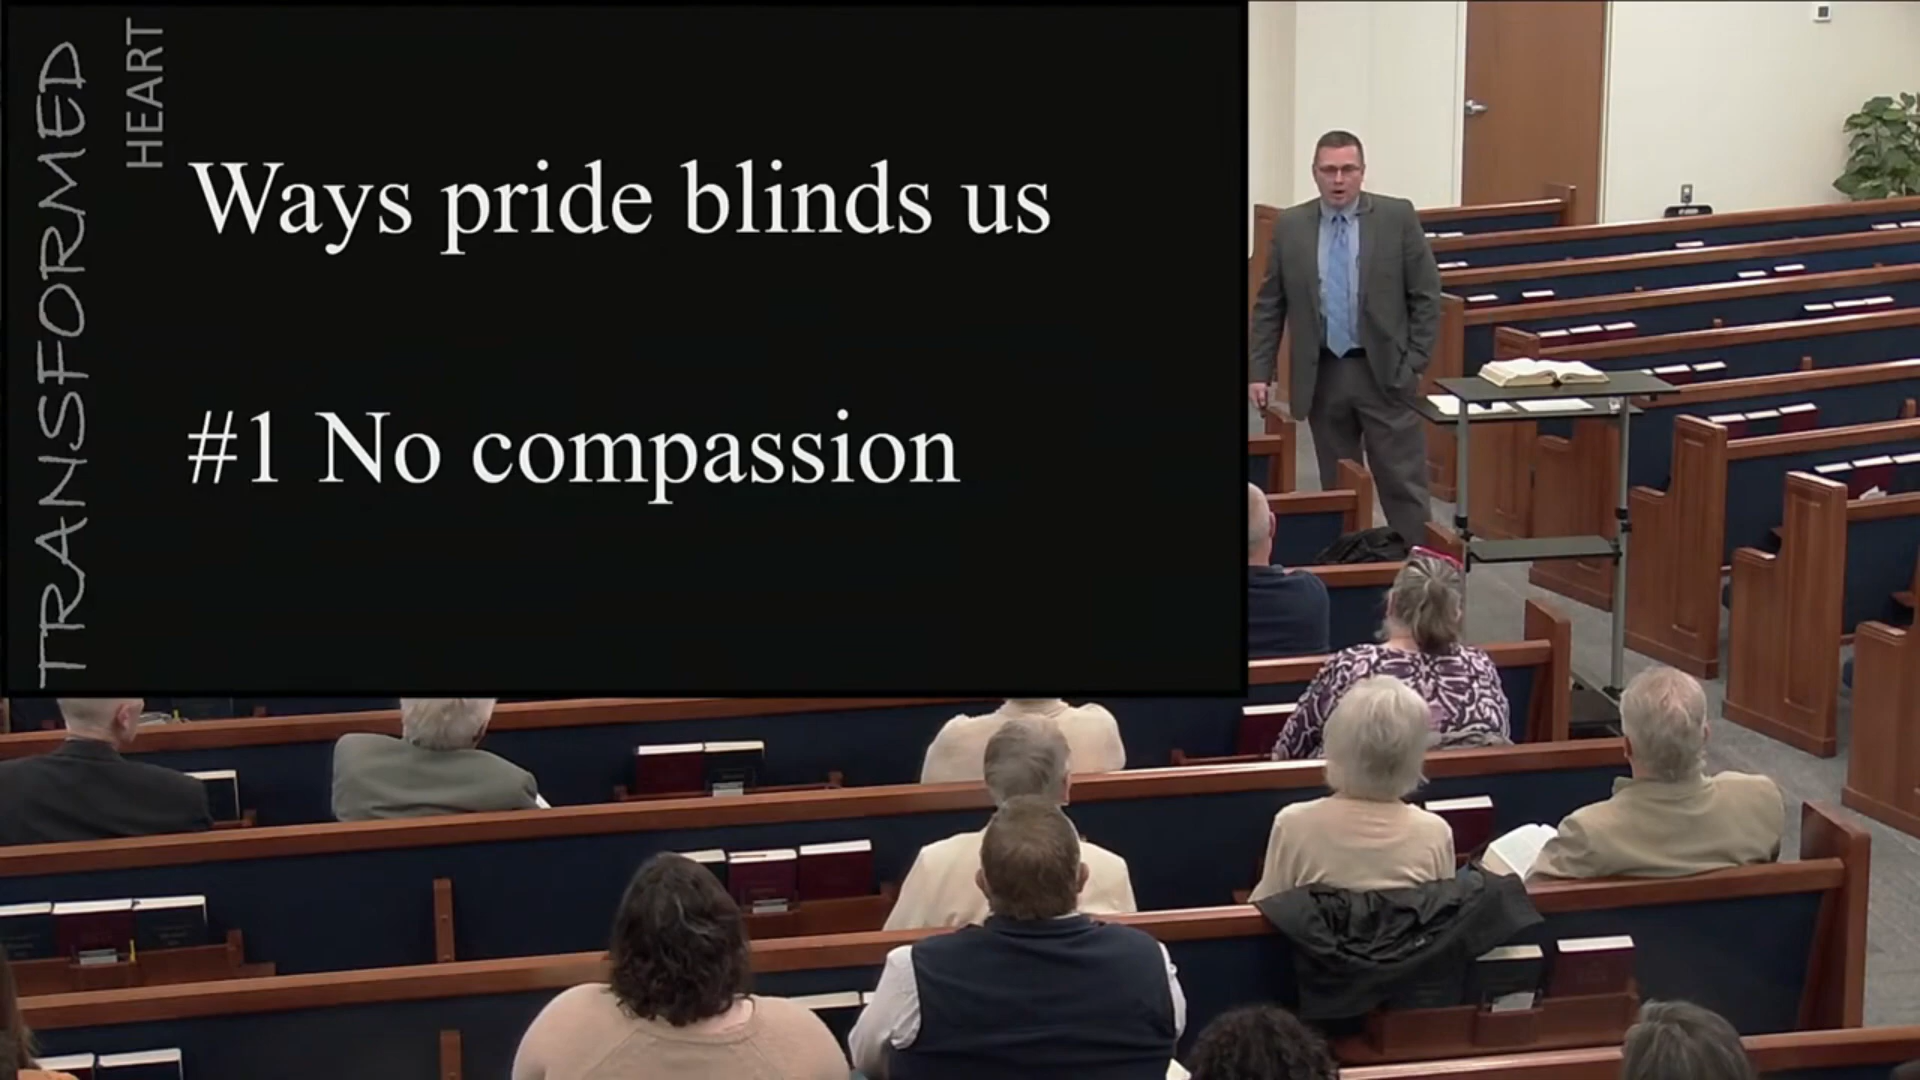 TRANSFORMED
HEART
Ways pride blinds us
#1 No compassion